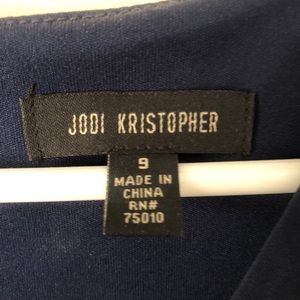 JODI KRISTOPHER
9
MADE IN
CHINA
RN#
75010